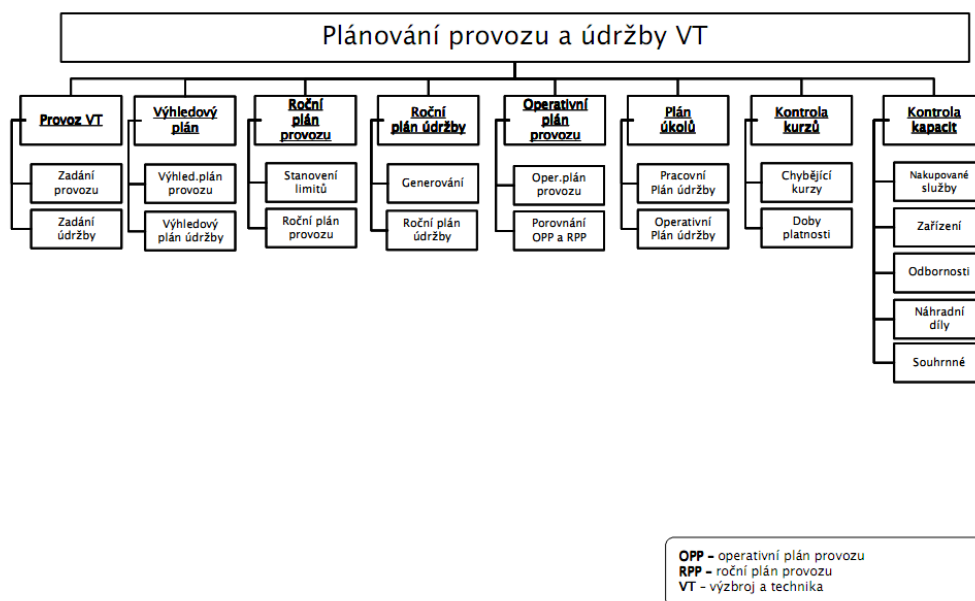 Plánování provozu a údržby VT
Provoz VT
Zadání
provozu
Zadání
údržby
Výhledový
plán
Výhled.plán
provozu
Výhledový
plán údržby
Roční
plán
provozu
Stanovení
limitů
Roční plán
provozu
Roční
plán údržby
Generování
Roční plán
údržby
Operativní
plán
provozu
Oper.plán
provozu
Porovnání
OPP a RPP
Plán
úkolů
Pracovní
Plán údržby
Operativní
Plán údržby
Kontrola
kurzů
Chybějící
kurzy
Doby
platnosti
Kontrola
kapacit
Nakupované
služby
Zařízení
Odbornosti
Náhradní
díly
Souhrnné
OPP – operativní plán provozu
RPP – roční plán provozu
VT – výzbroj a technika